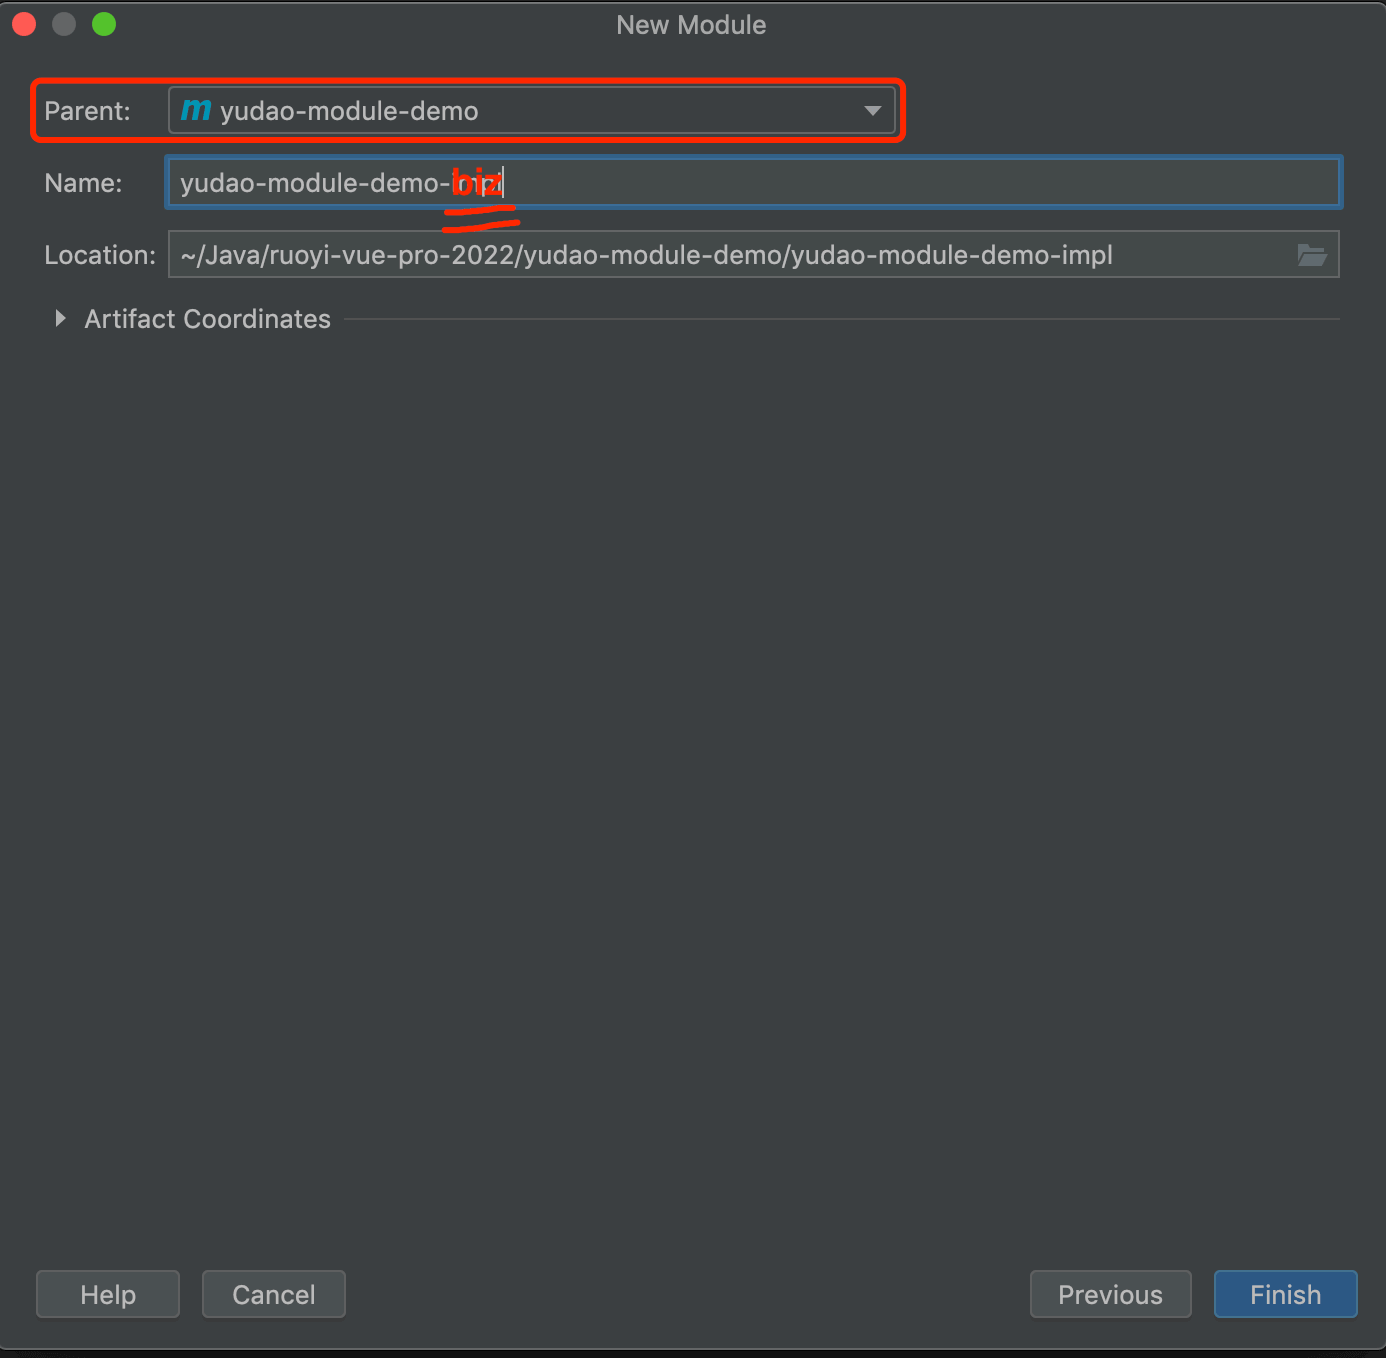 New Module
Parent: m yudao-module-demo
Name: yudao-module-demo-impl
biz
Location: ~/Java/ruoyi-vue-pro-2022/yudao-module-demo/yudao-module-demo-impl
Artifact Coordinates
Help Cancel Previous Finish